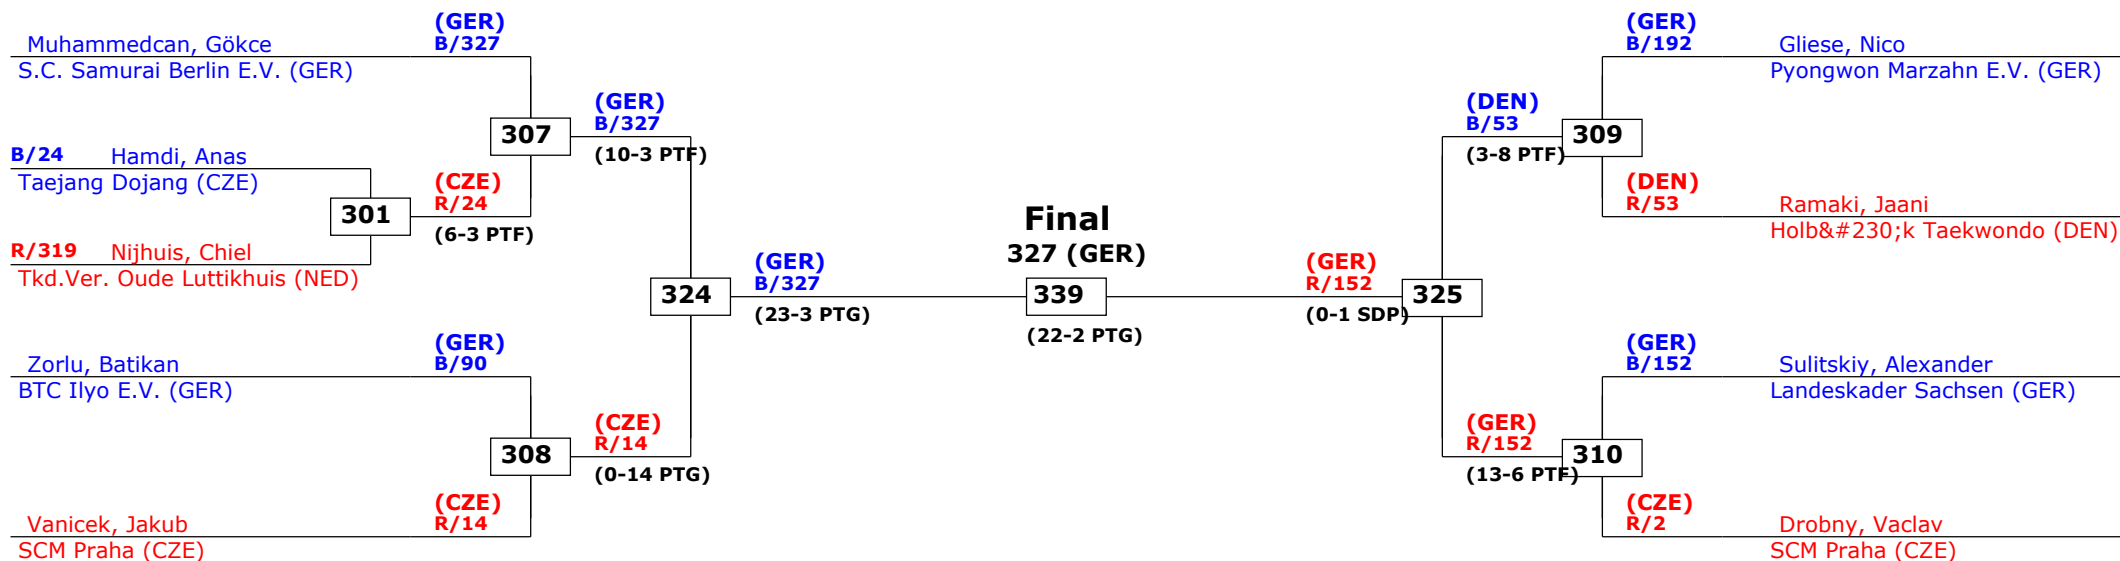 (GER)
B/327
Muhammedcan, Gökce
S.C. Samurai Berlin E.V. (GER)
B/24 Hamdi, Anas
Taejang Dojang (CZE)
301
R/319 Nijhuis, Chiel
Tkd.Ver. Oude Luttikhuis (NED)
(CZE)
R/24
(6-3 PTF)
307
(GER)
B/327
(10-3 PTF)
Zorlu, Batikan
BTC Ilyo E.V. (GER)
(GER)
B/90
308
Vanicek, Jakub
SCM Praha (CZE)
(CZE)
R/14
(CZE)
R/14
(0-14 PTG)
324
(GER)
B/327
(23-3 PTG)
Final
327 (GER)
339
(22-2 PTG)
(GER)
R/152
(0-1 SDP)
325
(DEN)
B/53
(3-8 PTF)
309
(GER)
B/192
Gliese, Nico
Pyongwon Marzahn E.V. (GER)
(DEN)
R/53
Ramaki, Jaani
Holb&#230;k Taekwondo (DEN)
(GER)
R/152
(13-6 PTF)
310
(GER)
B/152
Sulitskiy, Alexander
Landeskader Sachsen (GER)
(CZE)
R/2
Drobny, Vaclav
SCM Praha (CZE)